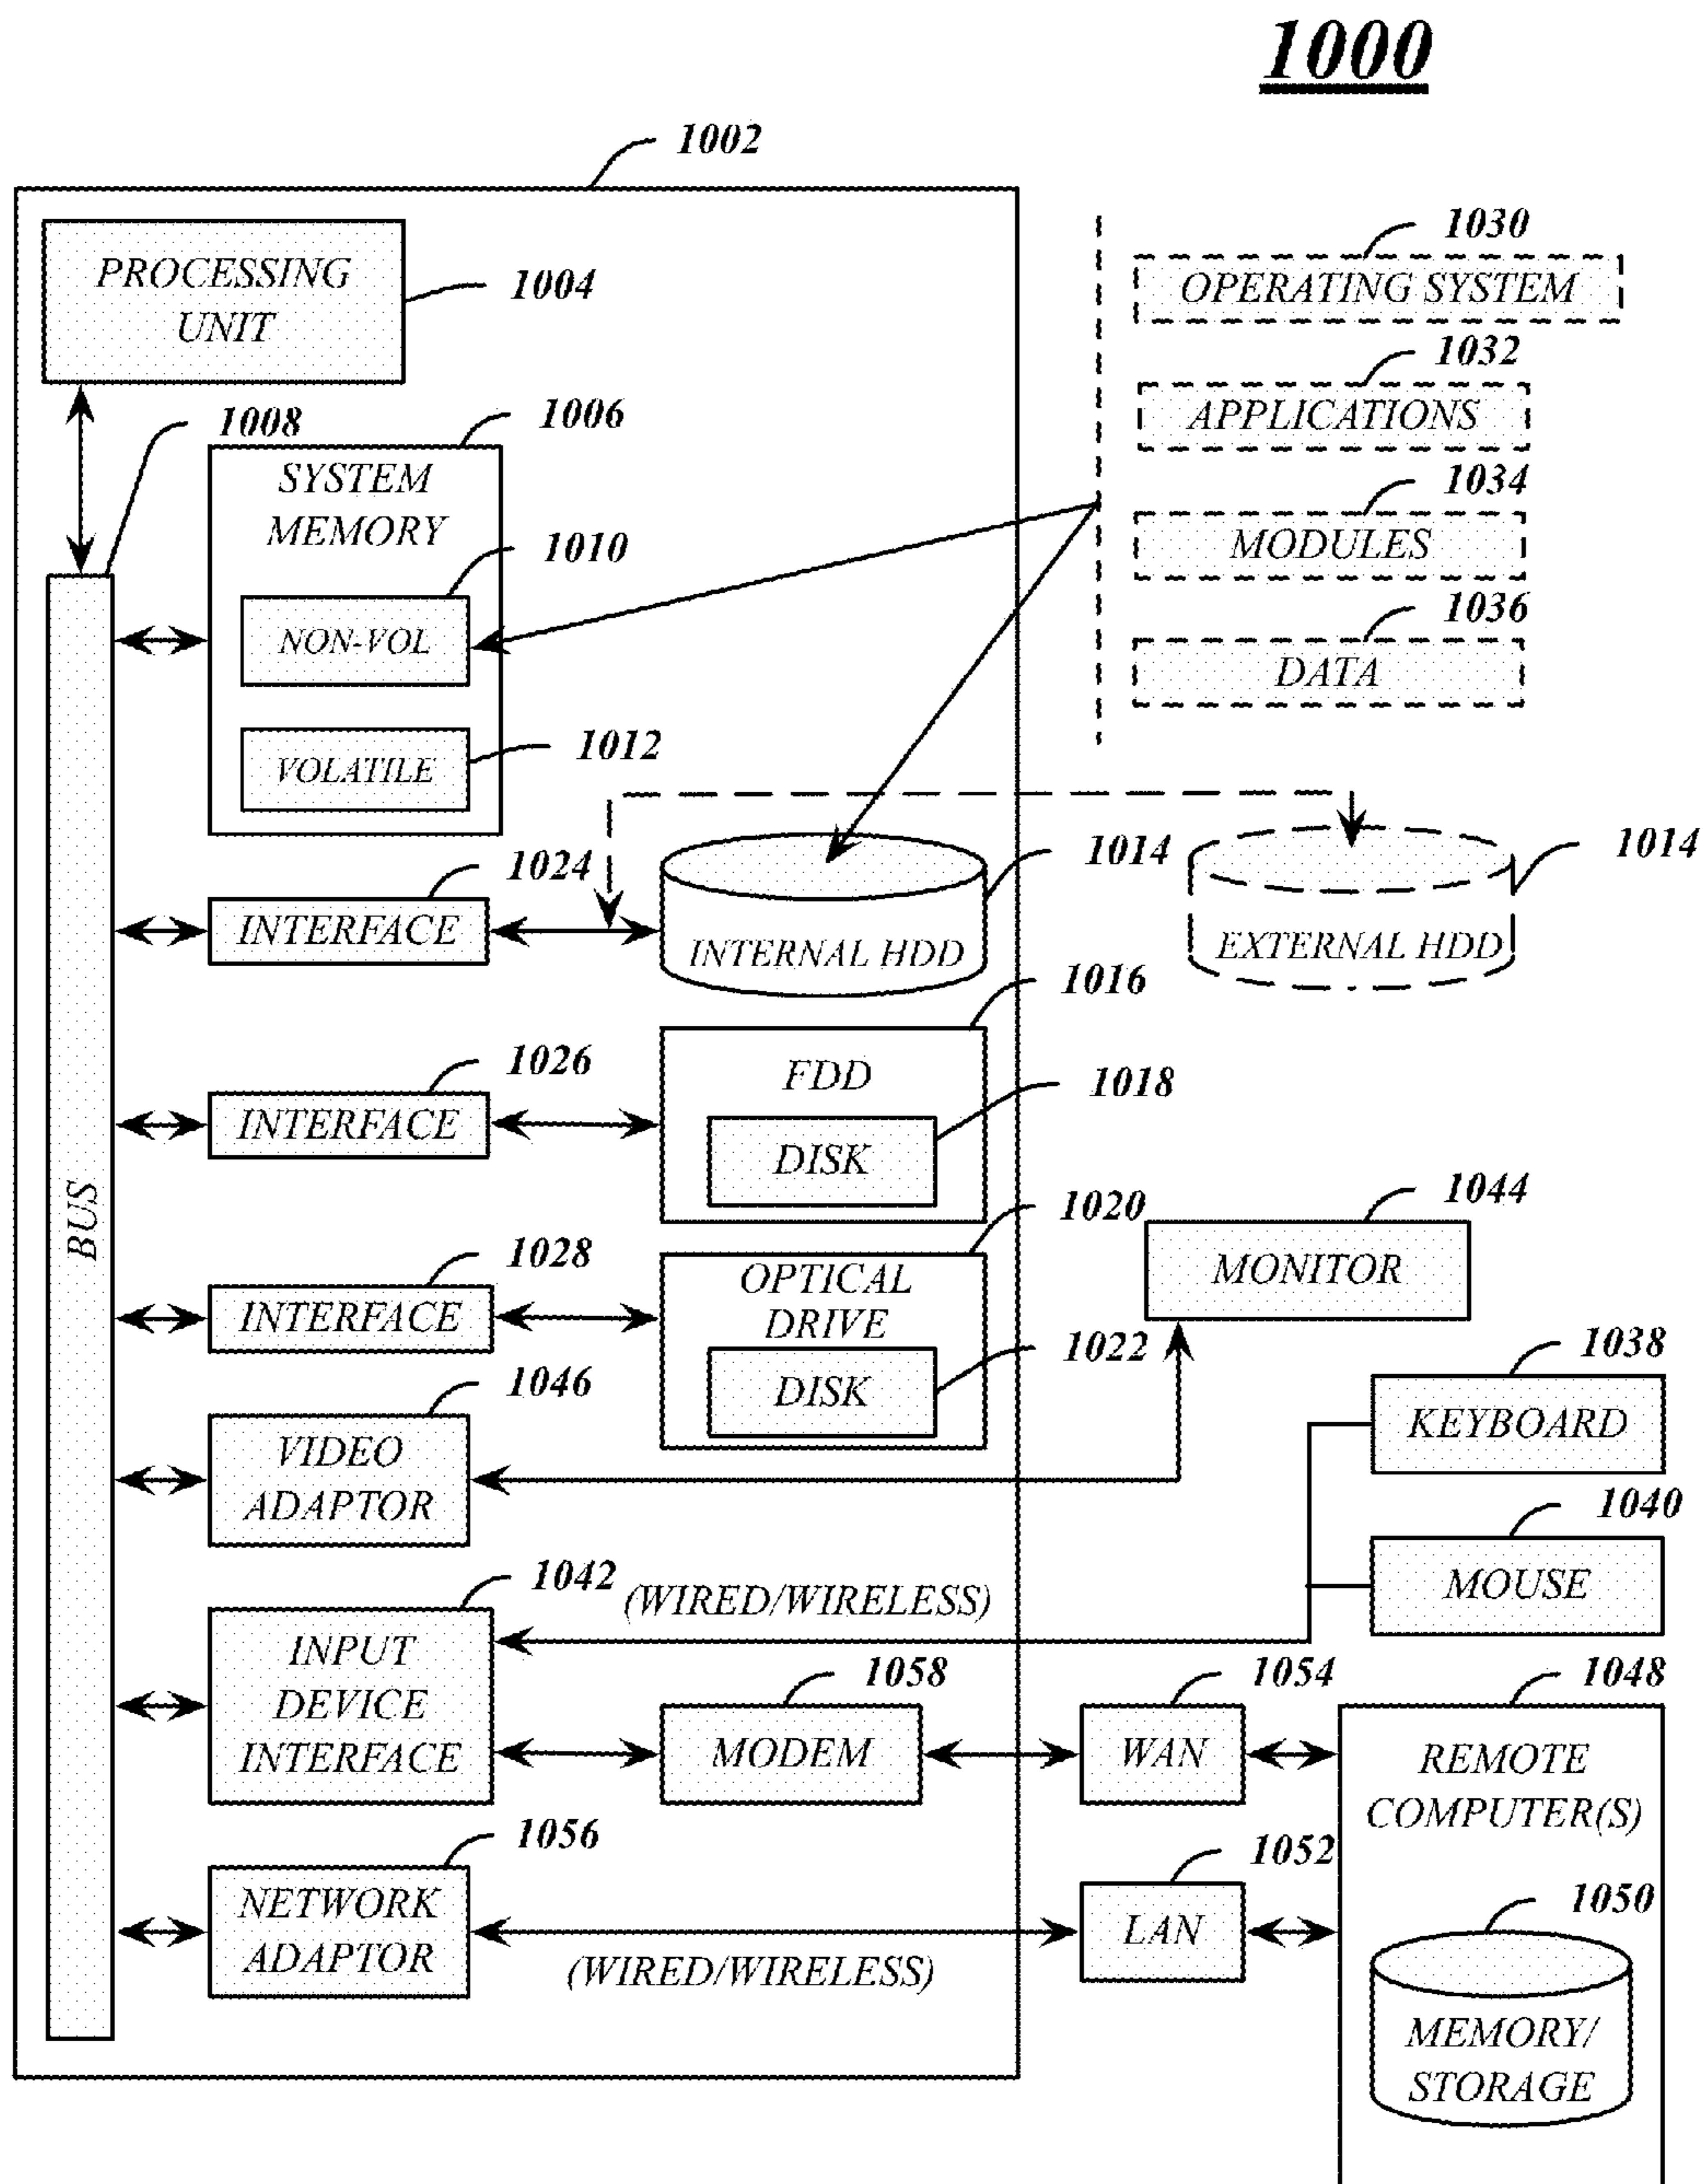 1000
1002
PROCESSING
UNIT
1004
1030
OPERATING SYSTEM
1032
APPLICATIONS
1034
MODULES
1036
DATA
1008
1006
SYSTEM
MEMORY
1010
NON-VOL
1012
VOLATILE
BUS
1024
INTERFACE
1014
INTERNAL HDD
1014
EXTERNAL HDD
1026
INTERFACE
1016
FDD
1018
DISK
1028
INTERFACE
1020
OPTICAL
DRIVE
1022
DISK
1044
MONITOR
1046
VIDEO
ADAPTOR
1038
KEYBOARD
1040
MOUSE
1042
INPUT
DEVICE
INTERFACE
(WIRED/WIRELESS)
1058
MODEM
1054
WAN
1048
REMOTE
COMPUTER(S)
1056
NETWORK
ADAPTOR
(WIRED/WIRELESS)
1052
LAN
1050
MEMORY/
STORAGE